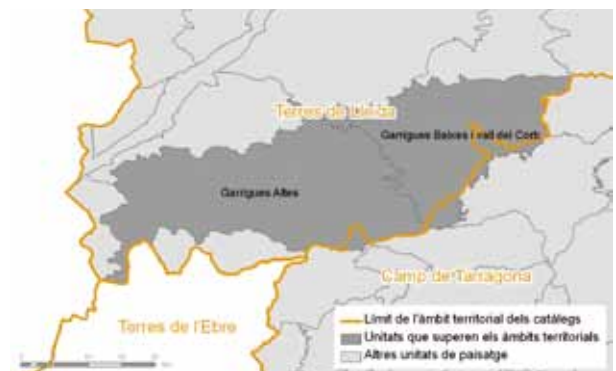 Terres de Lleida
Garrigues Baixes i vall del Corb
Garrigues Altes
Camp de Tarragona
Terres de l'Ebre
Límit de l'àmbit territorial dels catàlegs
Unitats que superen els àmbits territorials
Altres unitats de paisatge